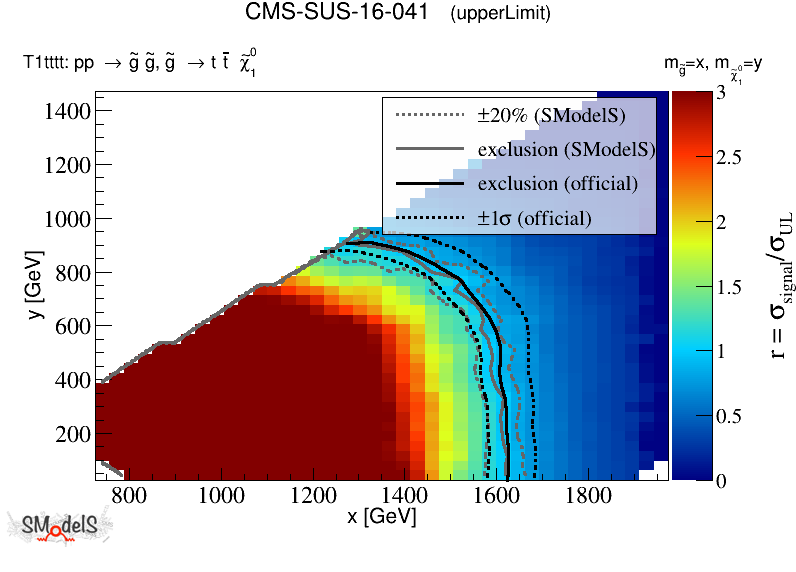 CMS-SUS-16-041 (upperLimit)
T1tttt: pp → g̃ g̃, g̃ → t t̄ χ̃₁⁰
m_g̃=x, m_χ̃₁⁰=y
±20% (SModelS)
exclusion (SModelS)
exclusion (official)
±1σ (official)
1400
1200
1000
800
600
400
200
y [GeV]
800 1000 1200 1400 1600 1800
x [GeV]
3
2.5
2
1.5
1
0.5
0
r = σ_signal/σ_UL
SModelS